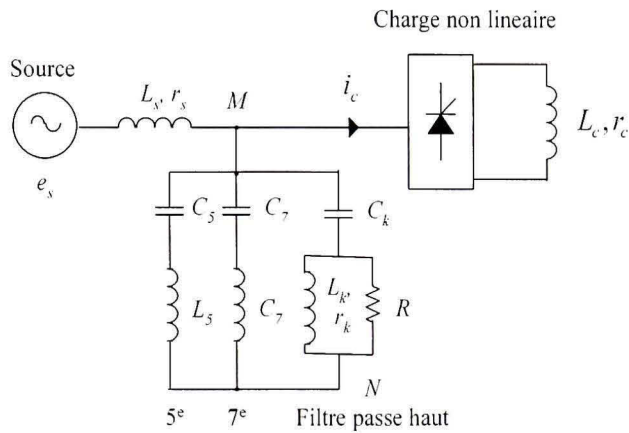 Charge non lineaire
Source
L_s, r_s
M
i_c
L_c, r_c
e_s
C_5
C_7
C_k
L_5
C_7
L_k,
r_k
R
N
5^e
7^e
Filtre passe haut